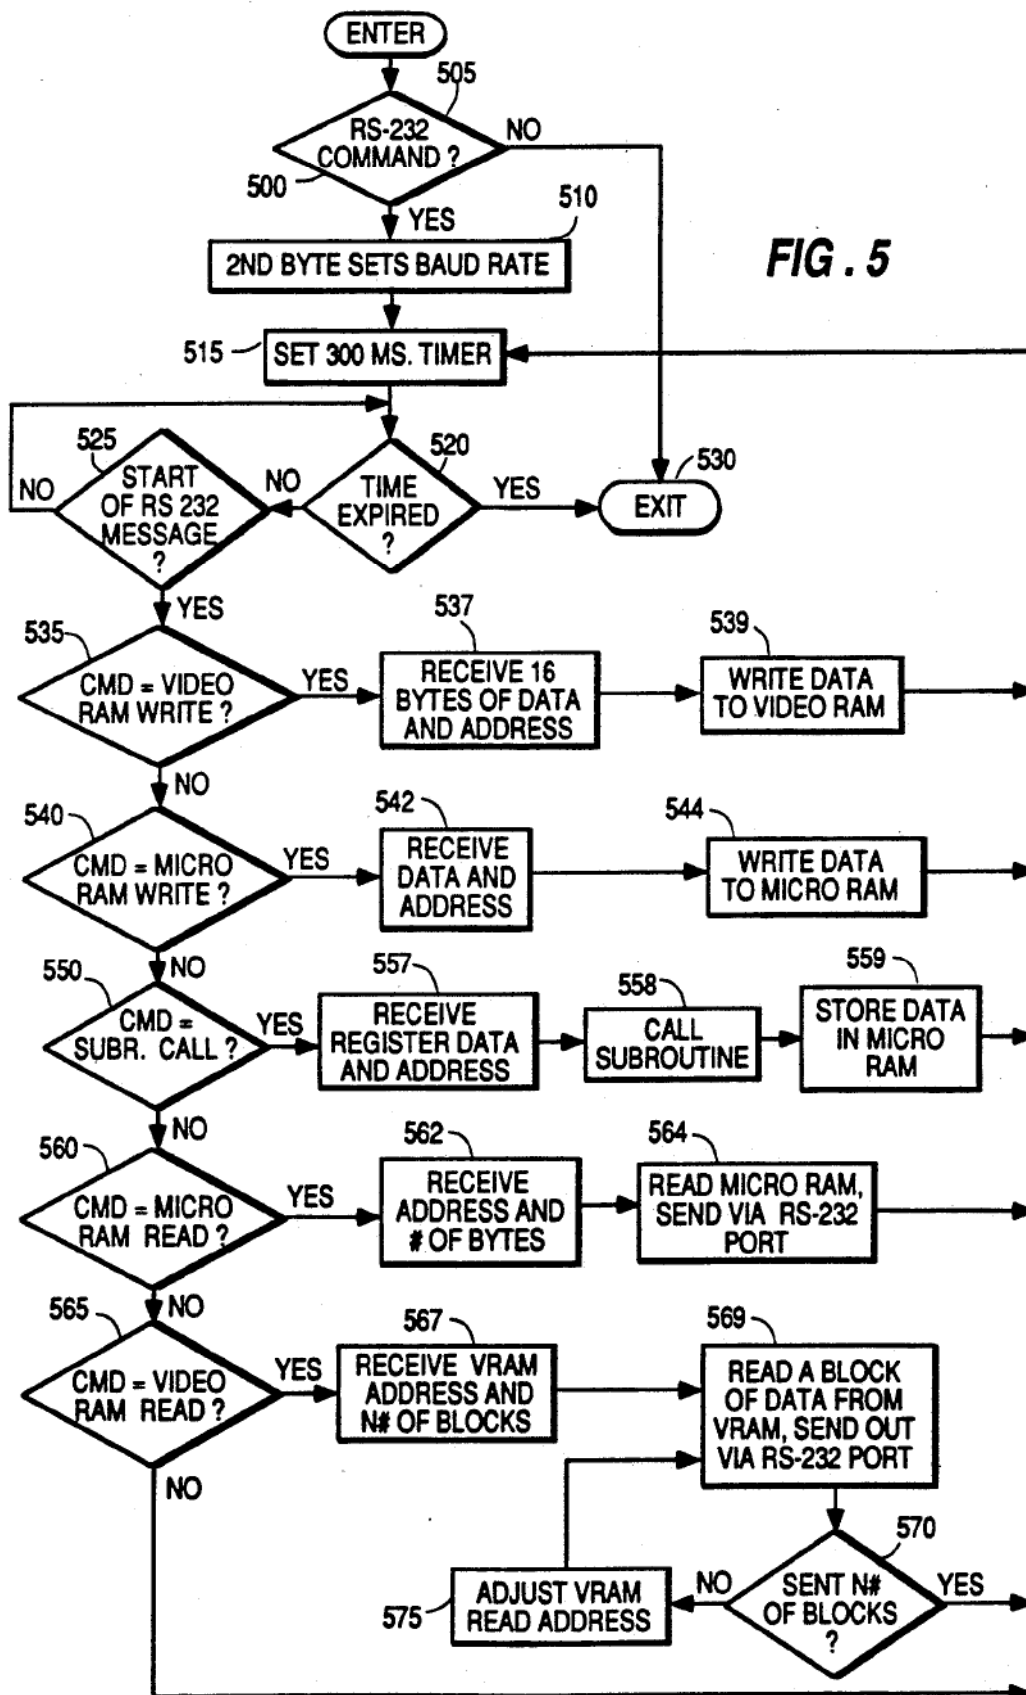 ENTER
505
RS-232
COMMAND ?
NO
500
YES
510
2ND BYTE SETS BAUD RATE
FIG . 5
515
SET 300 MS. TIMER
525
START
OF RS 232
MESSAGE
?
NO
NO
520
TIME
EXPIRED
?
YES
530
EXIT
YES
535
CMD = VIDEO
RAM WRITE ?
YES
537
RECEIVE 16
BYTES OF DATA
AND ADDRESS
539
WRITE DATA
TO VIDEO RAM
NO
540
CMD = MICRO
RAM WRITE ?
YES
542
RECEIVE
DATA AND
ADDRESS
544
WRITE DATA
TO MICRO RAM
NO
550
CMD =
SUBR. CALL ?
YES
557
RECEIVE
REGISTER DATA
AND ADDRESS
558
CALL
SUBROUTINE
559
STORE DATA
IN MICRO
RAM
NO
560
CMD = MICRO
RAM READ ?
YES
562
RECEIVE
ADDRESS AND
# OF BYTES
564
READ MICRO RAM,
SEND VIA RS-232
PORT
NO
565
CMD = VIDEO
RAM READ ?
YES
567
RECEIVE VRAM
ADDRESS AND
N# OF BLOCKS
569
READ A BLOCK
OF DATA FROM
VRAM, SEND OUT
VIA RS-232 PORT
NO
570
SENT N#
OF BLOCKS
?
YES
NO
575
ADJUST VRAM
READ ADDRESS